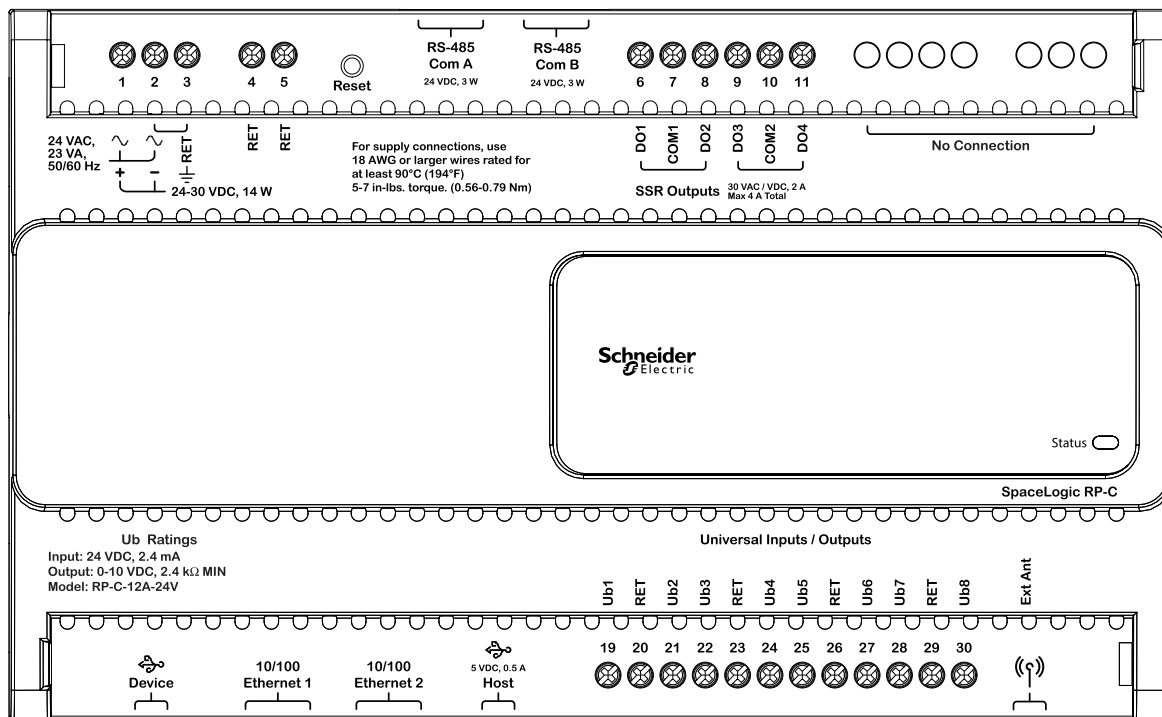 RS-485
Com A
24 VDC, 3 W
RS-485
Com B
24 VDC, 3 W
1 2 3 4 5
Reset
6 7 8 9 10 11
24 VAC,
23 VA,
50/60 Hz
+ -
RET
24-30 VDC, 14 W
RET RET
For supply connections, use
18 AWG or larger wires rated for
at least 90°C (194°F)
5-7 in-lbs. torque. (0.56-0.79 Nm)
DO1 COM1 DO2 DO3 COM2 DO4
SSR Outputs
30 VAC / VDC, 2 A
Max 4 A Total
No Connection
Schneider
Electric
Status
SpaceLogic RP-C
Ub Ratings
Input: 24 VDC, 2.4 mA
Output: 0-10 VDC, 2.4 kΩ MIN
Model: RP-C-12A-24V
Universal Inputs / Outputs
Ub1 RET Ub2 Ub3 RET Ub4 Ub5 RET Ub6 Ub7 RET Ub8 Ext Ant
19 20 21 22 23 24 25 26 27 28 29 30
Device
10/100
Ethernet 1
10/100
Ethernet 2
5 VDC, 0.5 A
Host